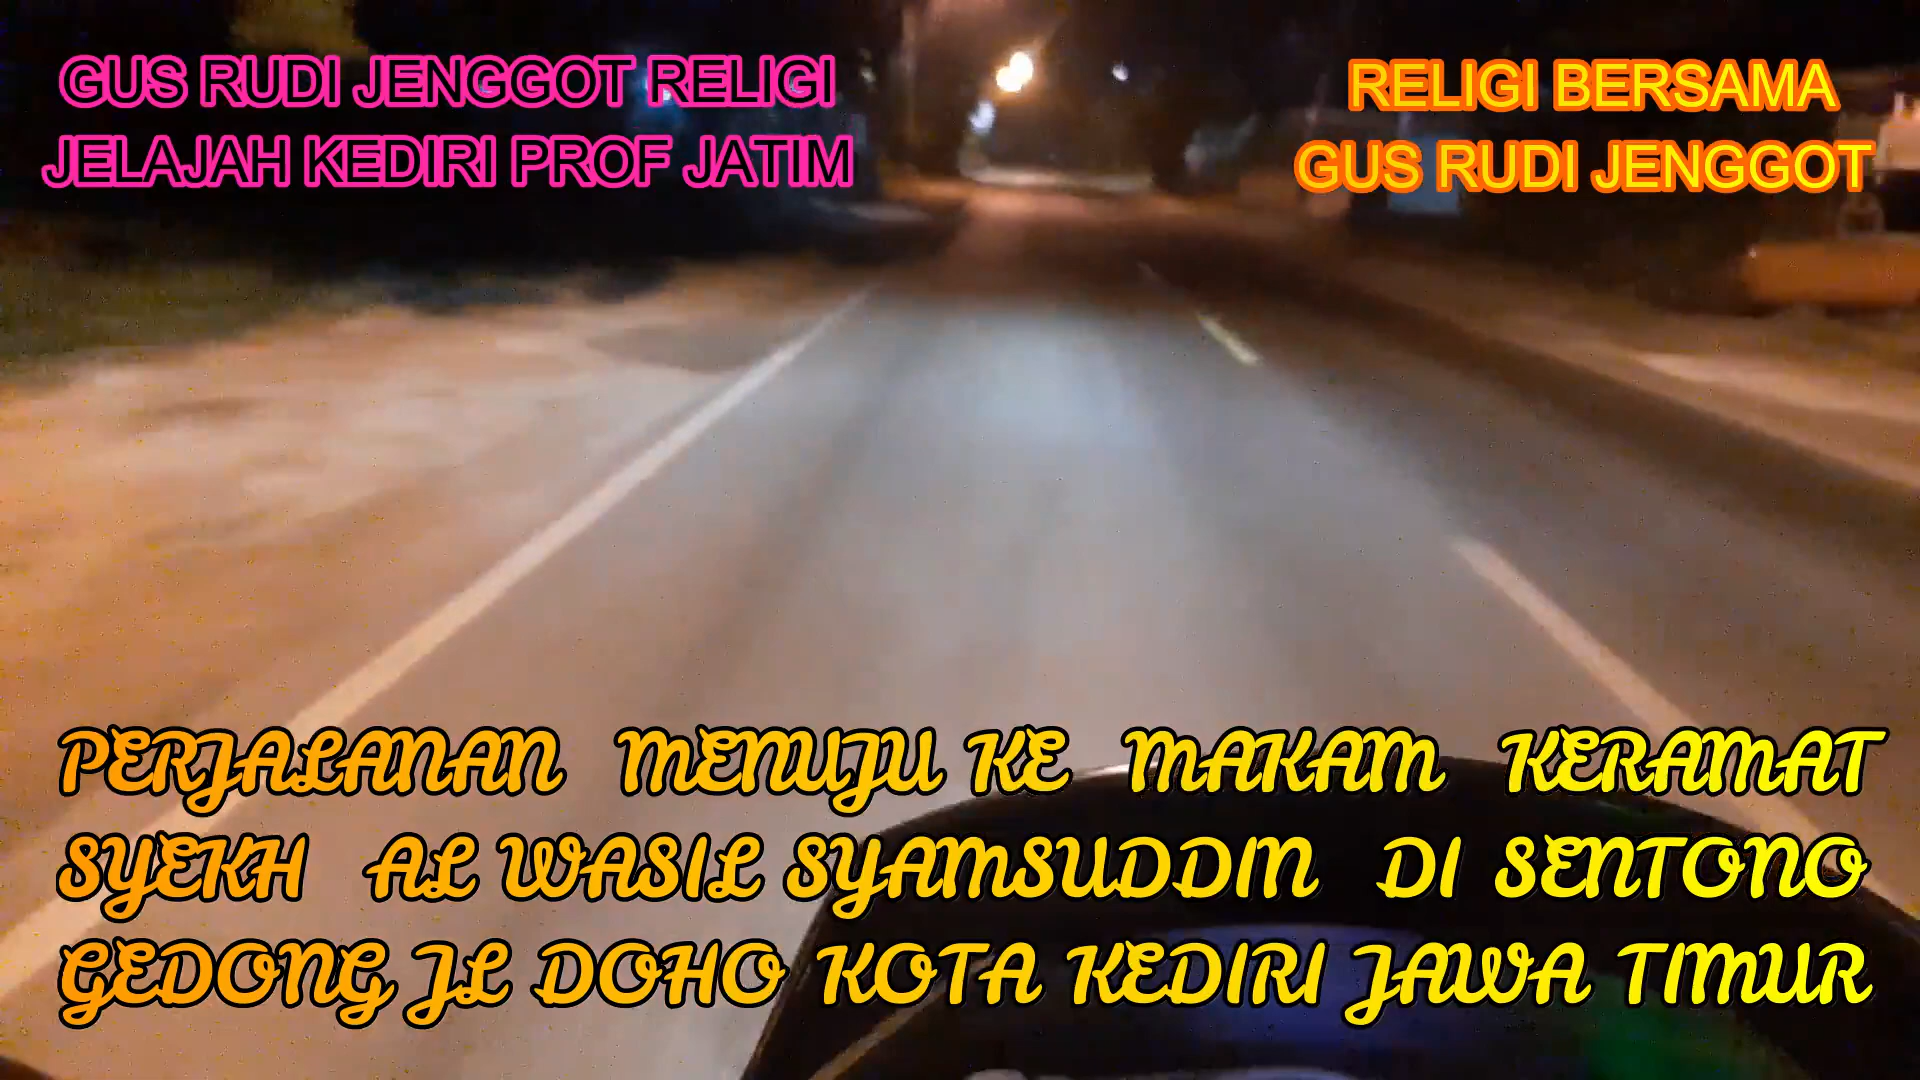 GUS RUDI JENGGOT RELIGI
JELAJAH KEDIRI PROF JATIM
RELIGI BERSAMA
GUS RUDI JENGGOT
PERJALANAN MENUJU KE MAKAM KERAMAT
SYEKH AL WASIL SYAMSUDDIN DI SENTONO
GEDONG JL DOHO KOTA KEDIRI JAWA TIMUR